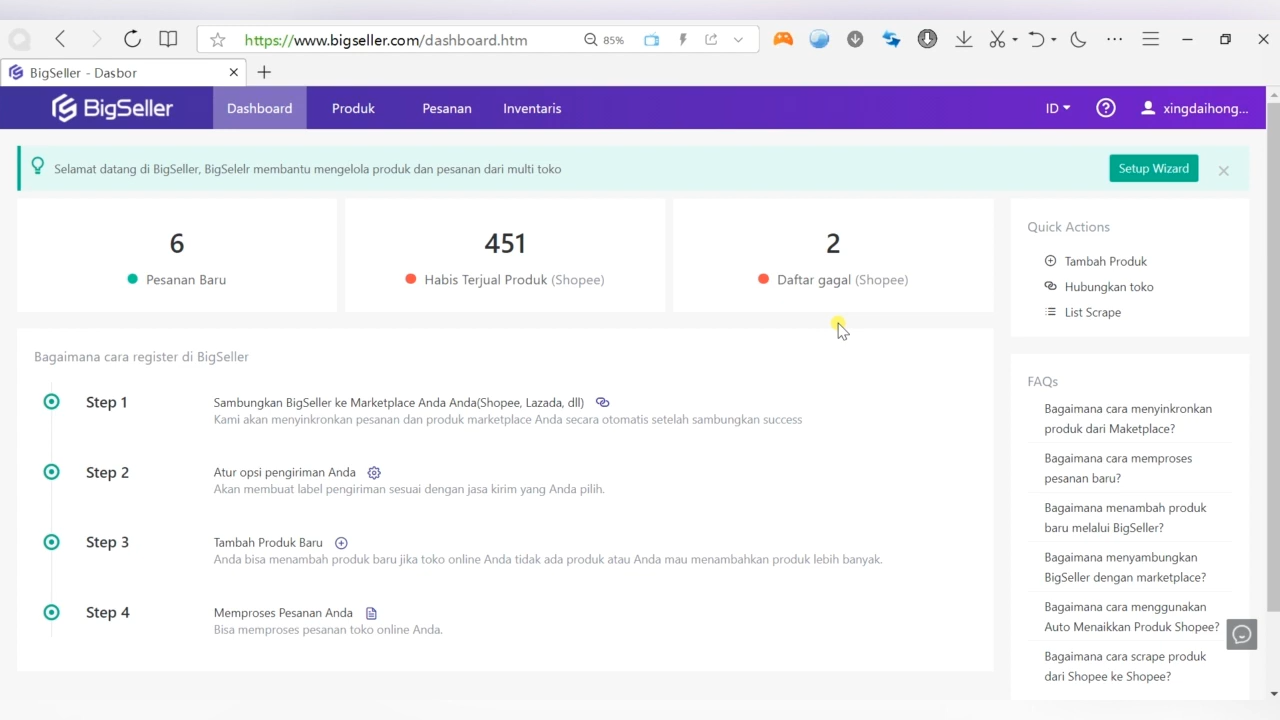 https://www.bigseller.com/dashboard.htm
85%
BigSeller - Dasbor
BigSeller
Dashboard
Produk
Pesanan
Inventaris
ID
xingdaihong...
Selamat datang di BigSeller, BigSelelr membantu mengelola produk dan pesanan dari multi toko
Setup Wizard
6
Pesanan Baru
451
Habis Terjual Produk (Shopee)
2
Daftar gagal (Shopee)
Quick Actions
Tambah Produk
Hubungkan toko
List Scrape
Bagaimana cara register di BigSeller
Step 1
Sambungkan BigSeller ke Marketplace Anda Anda(Shopee, Lazada, dll)
Kami akan menyinkronkan pesanan dan produk marketplace Anda secara otomatis setelah sambungkan success
Step 2
Atur opsi pengiriman Anda
Akan membuat label pengiriman sesuai dengan jasa kirim yang Anda pilih.
Step 3
Tambah Produk Baru
Anda bisa menambah produk baru jika toko online Anda tidak ada produk atau Anda mau menambahkan produk lebih banyak.
Step 4
Memproses Pesanan Anda
Bisa memproses pesanan toko online Anda.
FAQs
Bagaimana cara menyinkronkan
produk dari Maketplace?
Bagaimana cara memproses
pesanan baru?
Bagaimana menambah produk
baru melalui BigSeller?
Bagaimana menyambungkan
BigSeller dengan marketplace?
Bagaimana cara menggunakan
Auto Menaikkan Produk Shopee?
Bagaimana cara scrape produk
dari Shopee ke Shopee?